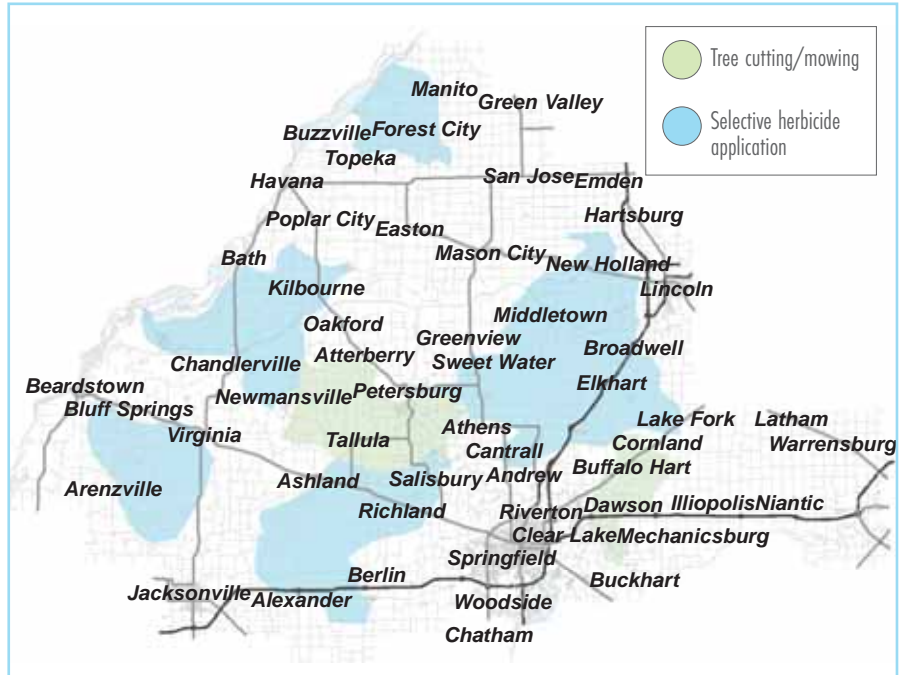 Tree cutting/mowing
Selective herbicide
application
Manito
Green Valley
Buzzville
Forest City
Topeka
Havana
San Jose
Emden
Hartsburg
Poplar City
Easton
Bath
Mason City
New Holland
Kilbourne
Lincoln
Oakford
Middletown
Greenview
Chandlerville
Atterberry
Sweet Water
Broadwell
Beardstown
Newmansville
Petersburg
Elkhart
Bluff Springs
Lake Fork
Latham
Virginia
Tallula
Athens
Cornland
Warrensburg
Cantrall
Arenzville
Ashland
Salisbury
Andrew
Buffalo Hart
Richland
Riverton
Dawson
Illiopolis
Niantic
Clear Lake
Mechanicsburg
Springfield
Berlin
Buckhart
Jacksonville
Alexander
Woodside
Chatham